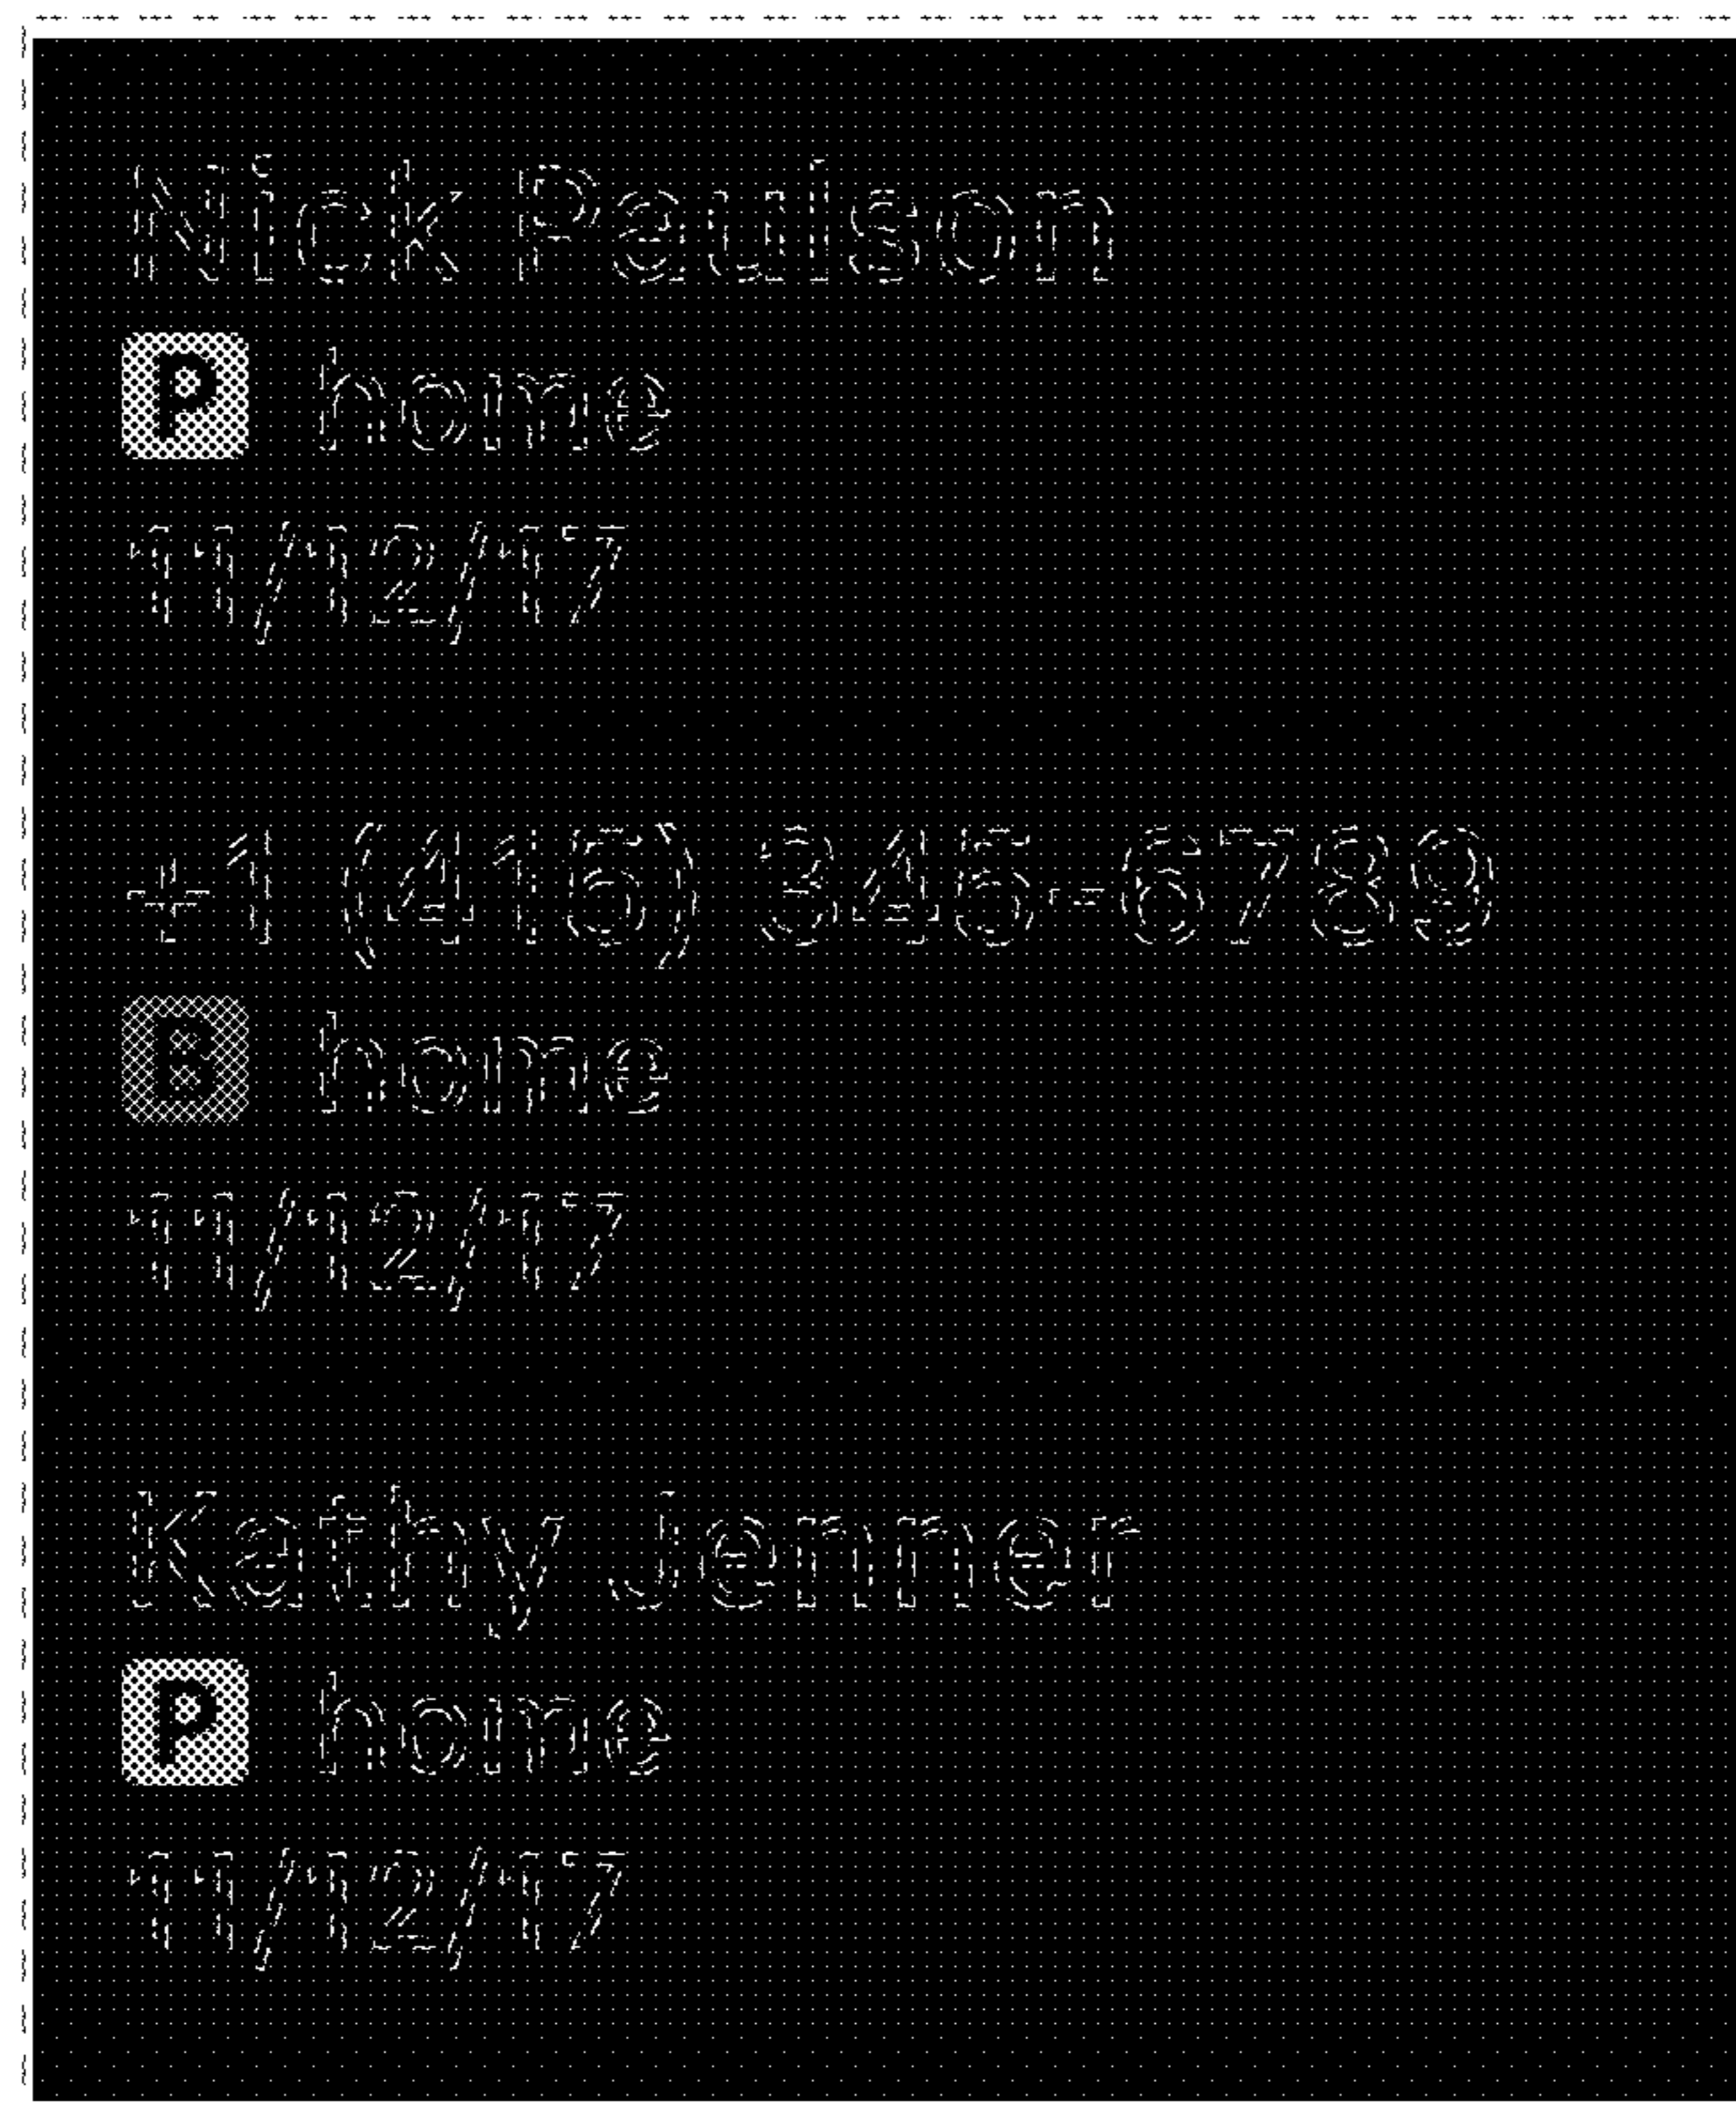 Nick Paulson
P home
11/12/17
+1 (415) 345-6789
B home
11/12/17
Kathy Jenner
P home
11/12/17